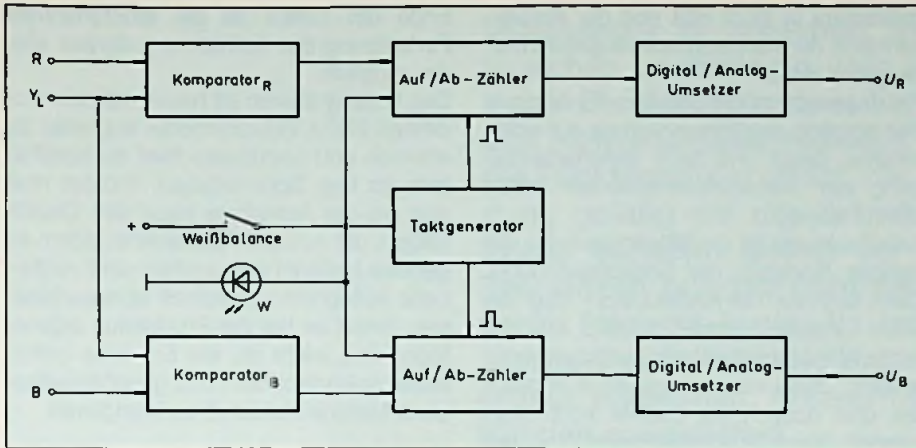 R
Y_L
Komparator_R
Auf/Ab-Zähler
Digital/Analog-
Umsetzer
U_R
+
Weißbalance
Taktgenerator
W
B
Komparator_B
Auf/Ab-Zähler
Digital/Analog-
Umsetzer
U_B